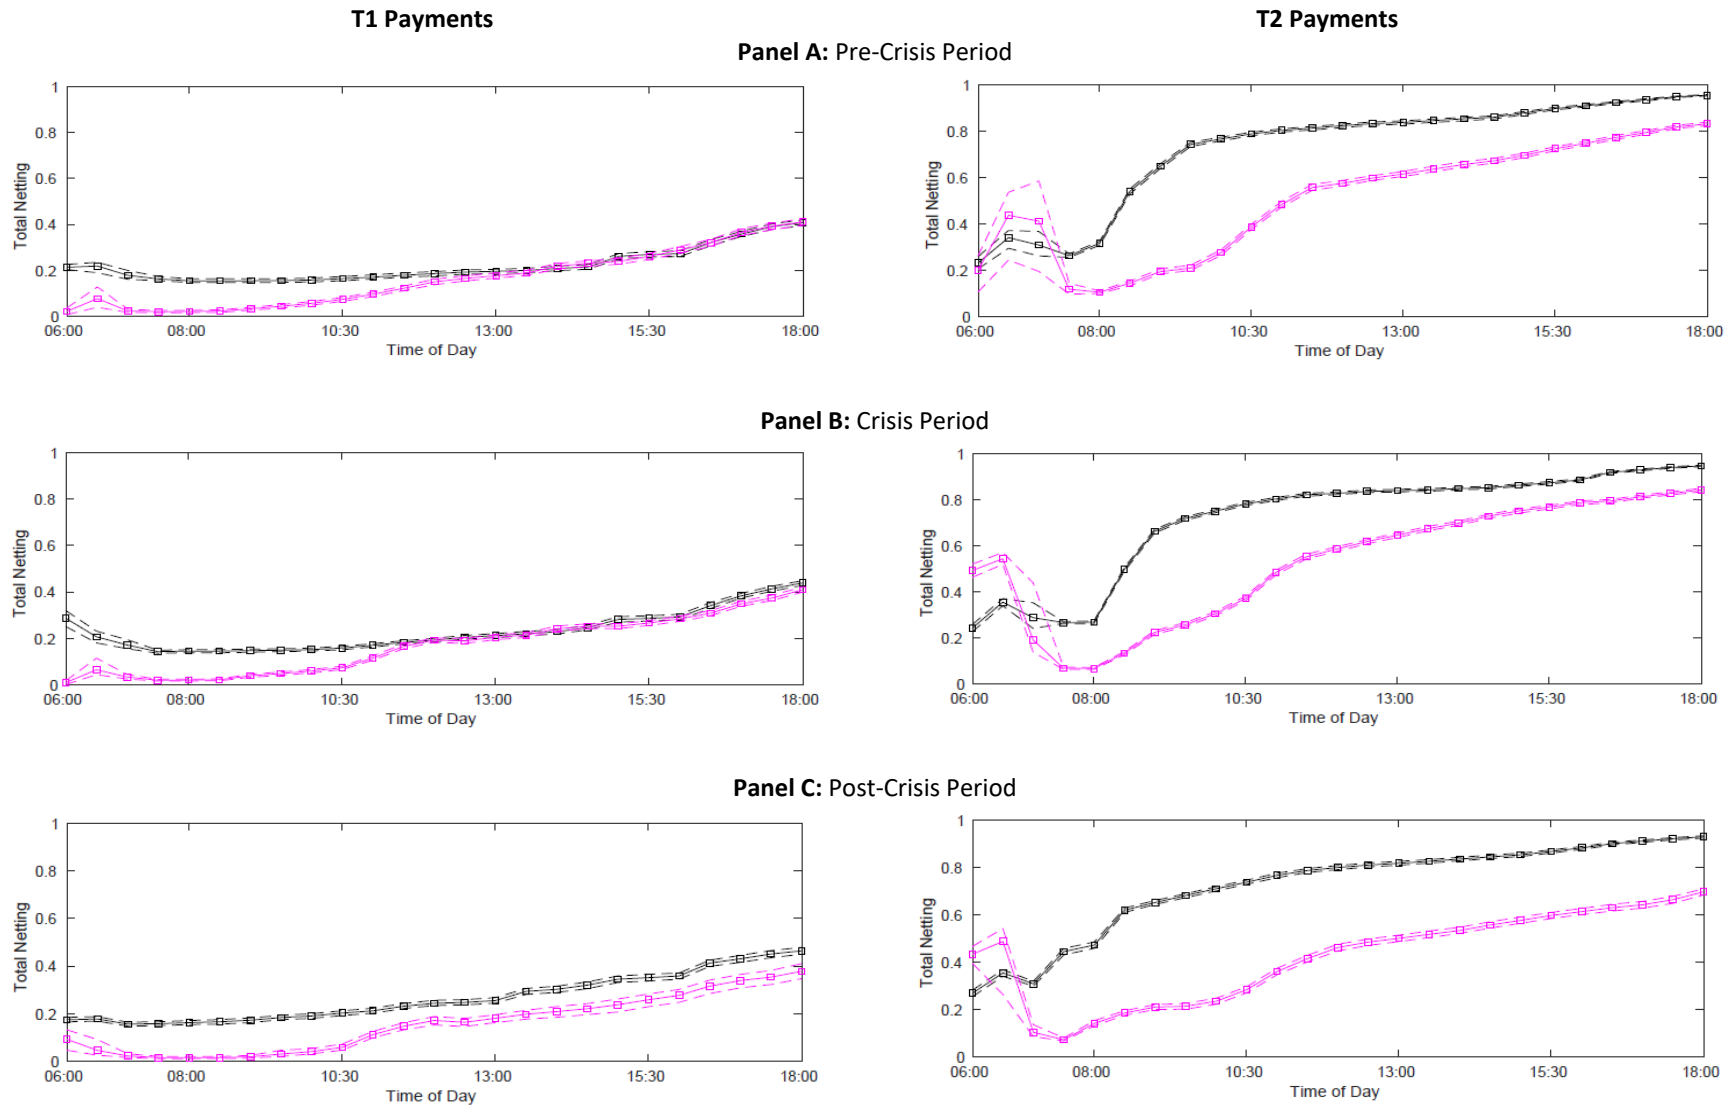 T1 Payments
T2 Payments
Panel A: Pre-Crisis Period
1
0.8
0.6
0.4
0.2
0
Total Netting
06:00 08:00 10:30 13:00 15:30 18:00
Time of Day
1
0.8
0.6
0.4
0.2
0
Total Netting
06:00 08:00 10:30 13:00 15:30 18:00
Time of Day
Panel B: Crisis Period
1
0.8
0.6
0.4
0.2
0
Total Netting
06:00 08:00 10:30 13:00 15:30 18:00
Time of Day
1
0.8
0.6
0.4
0.2
0
Total Netting
06:00 08:00 10:30 13:00 15:30 18:00
Time of Day
Panel C: Post-Crisis Period
1
0.8
0.6
0.4
0.2
0
Total Netting
06:00 08:00 10:30 13:00 15:30 18:00
Time of Day
1
0.8
0.6
0.4
0.2
0
Total Netting
06:00 08:00 10:30 13:00 15:30 18:00
Time of Day